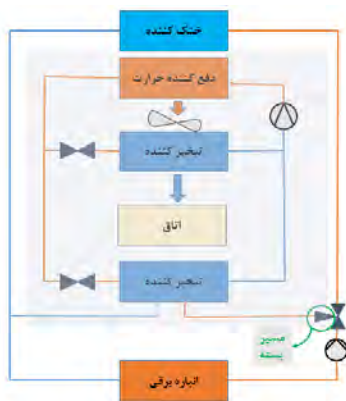 خنک کننده
دفع کننده حرارت
تبخیر کننده
اتاق
تبخیر کننده
مسیر
بسته
انباره برقی